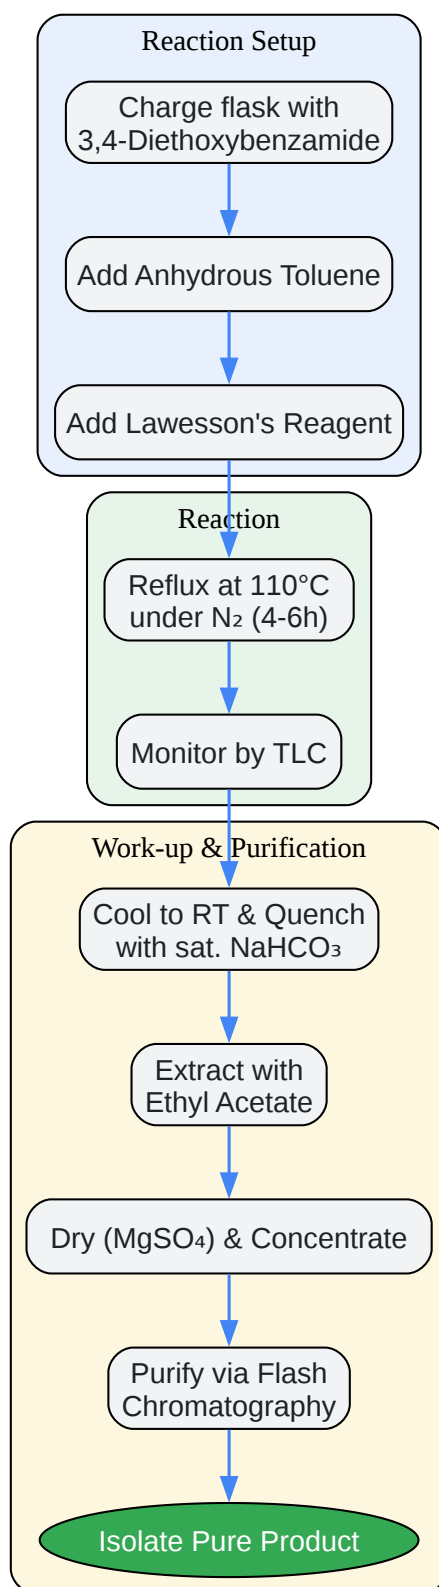 Reaction Setup
Charge flask with
3,4-Diethoxybenzamide
Add Anhydrous Toluene
Add Lawesson's Reagent
Reaction
Reflux at 110°C
under N₂ (4-6h)
Monitor by TLC
Work-up & Purification
Cool to RT & Quench
with sat. NaHCO₃
Extract with
Ethyl Acetate
Dry (MgSO₄) & Concentrate
Purify via Flash
Chromatography
Isolate Pure Product